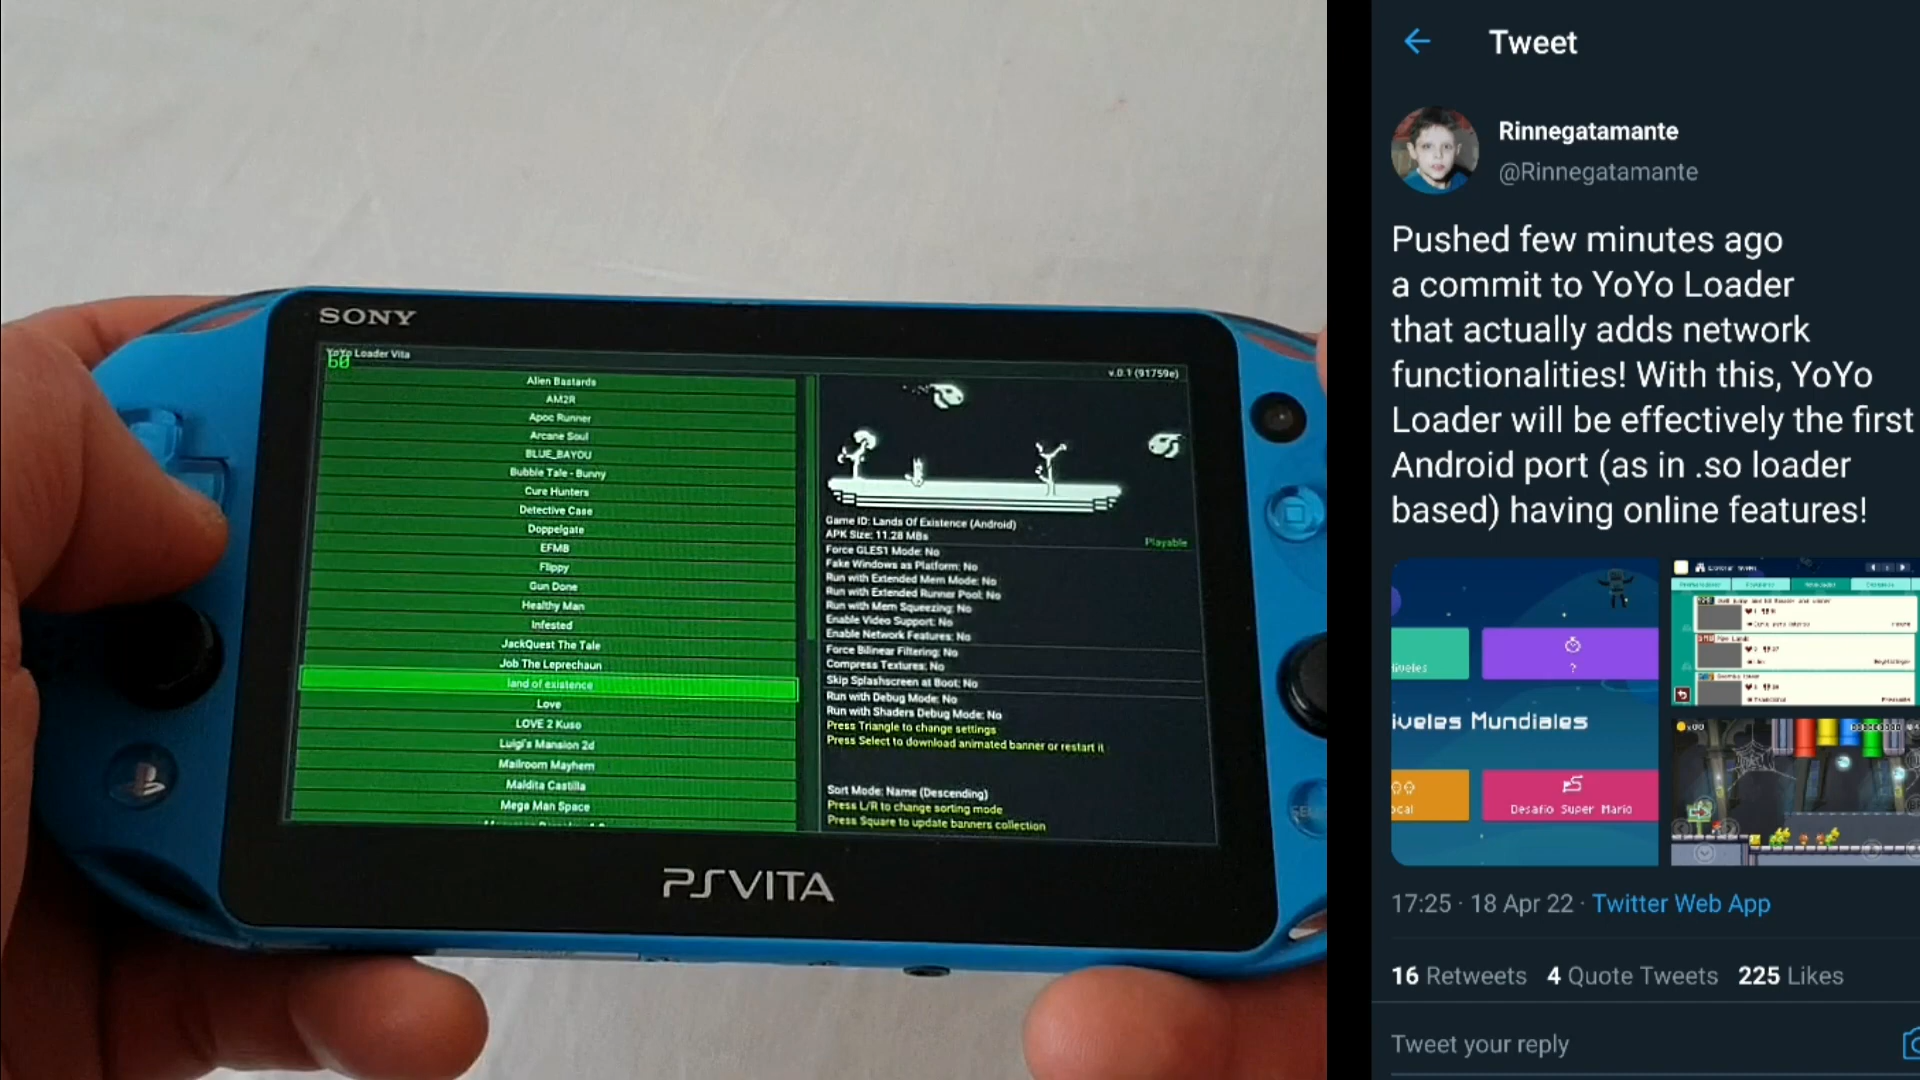 SONY
YoYo Loader Vita
60
v.0.1 (91759e)
Alien Bastards
AM2R
Apoc Runner
Arcane Soul
BLUE_BAYOU
Bubble Tale - Bunny
Cure Hunters
Detective Case
Doppelgate
EFMB
Flippy
Gun Done
Healthy Man
Infested
JackQuest The Tale
Job The Leprechaun
land of existence
Love
LOVE 2 Kuso
Luigi's Mansion 2d
Mailroom Mayhem
Maldita Castilla
Mega Man Space
Game ID: Lands Of Existence (Android)
APK Size: 11.28 MBs
Playable
Force GLES1 Mode: No
Fake Windows as Platform: No
Run with Extended Mem Mode: No
Run with Extended Runner Pool: No
Run with Mem Squeezing: No
Enable Video Support: No
Enable Network Features: No
Force Bilinear Filtering: No
Compress Textures: No
Skip Splashscreen at Boot: No
Run with Debug Mode: No
Run with Shaders Debug Mode: No
Press Triangle to change settings
Press Select to download animated banner or restart it
Sort Mode: Name (Descending)
Press L/R to change sorting mode
Press Square to update banners collection
PSVITA
Tweet
Rinnegatamante
@Rinnegatamante
Pushed few minutes ago
a commit to YoYo Loader
that actually adds network
functionalities! With this, YoYo
Loader will be effectively the first
Android port (as in .so loader
based) having online features!
iveles
?
iveles Mundiales
ocal
Desafio Super Mario
17:25 · 18 Apr 22 · Twitter Web App
16 Retweets 4 Quote Tweets 225 Likes
Tweet your reply